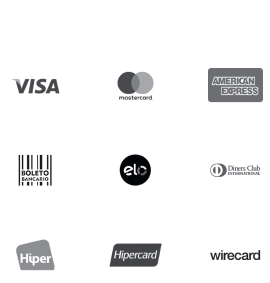 VISA
mastercard
AMERICAN
EXPRESS
BOLETO
BANCÁRIO
elo
Diners Club
INTERNATIONAL
Hiper
Hipercard
wirecard